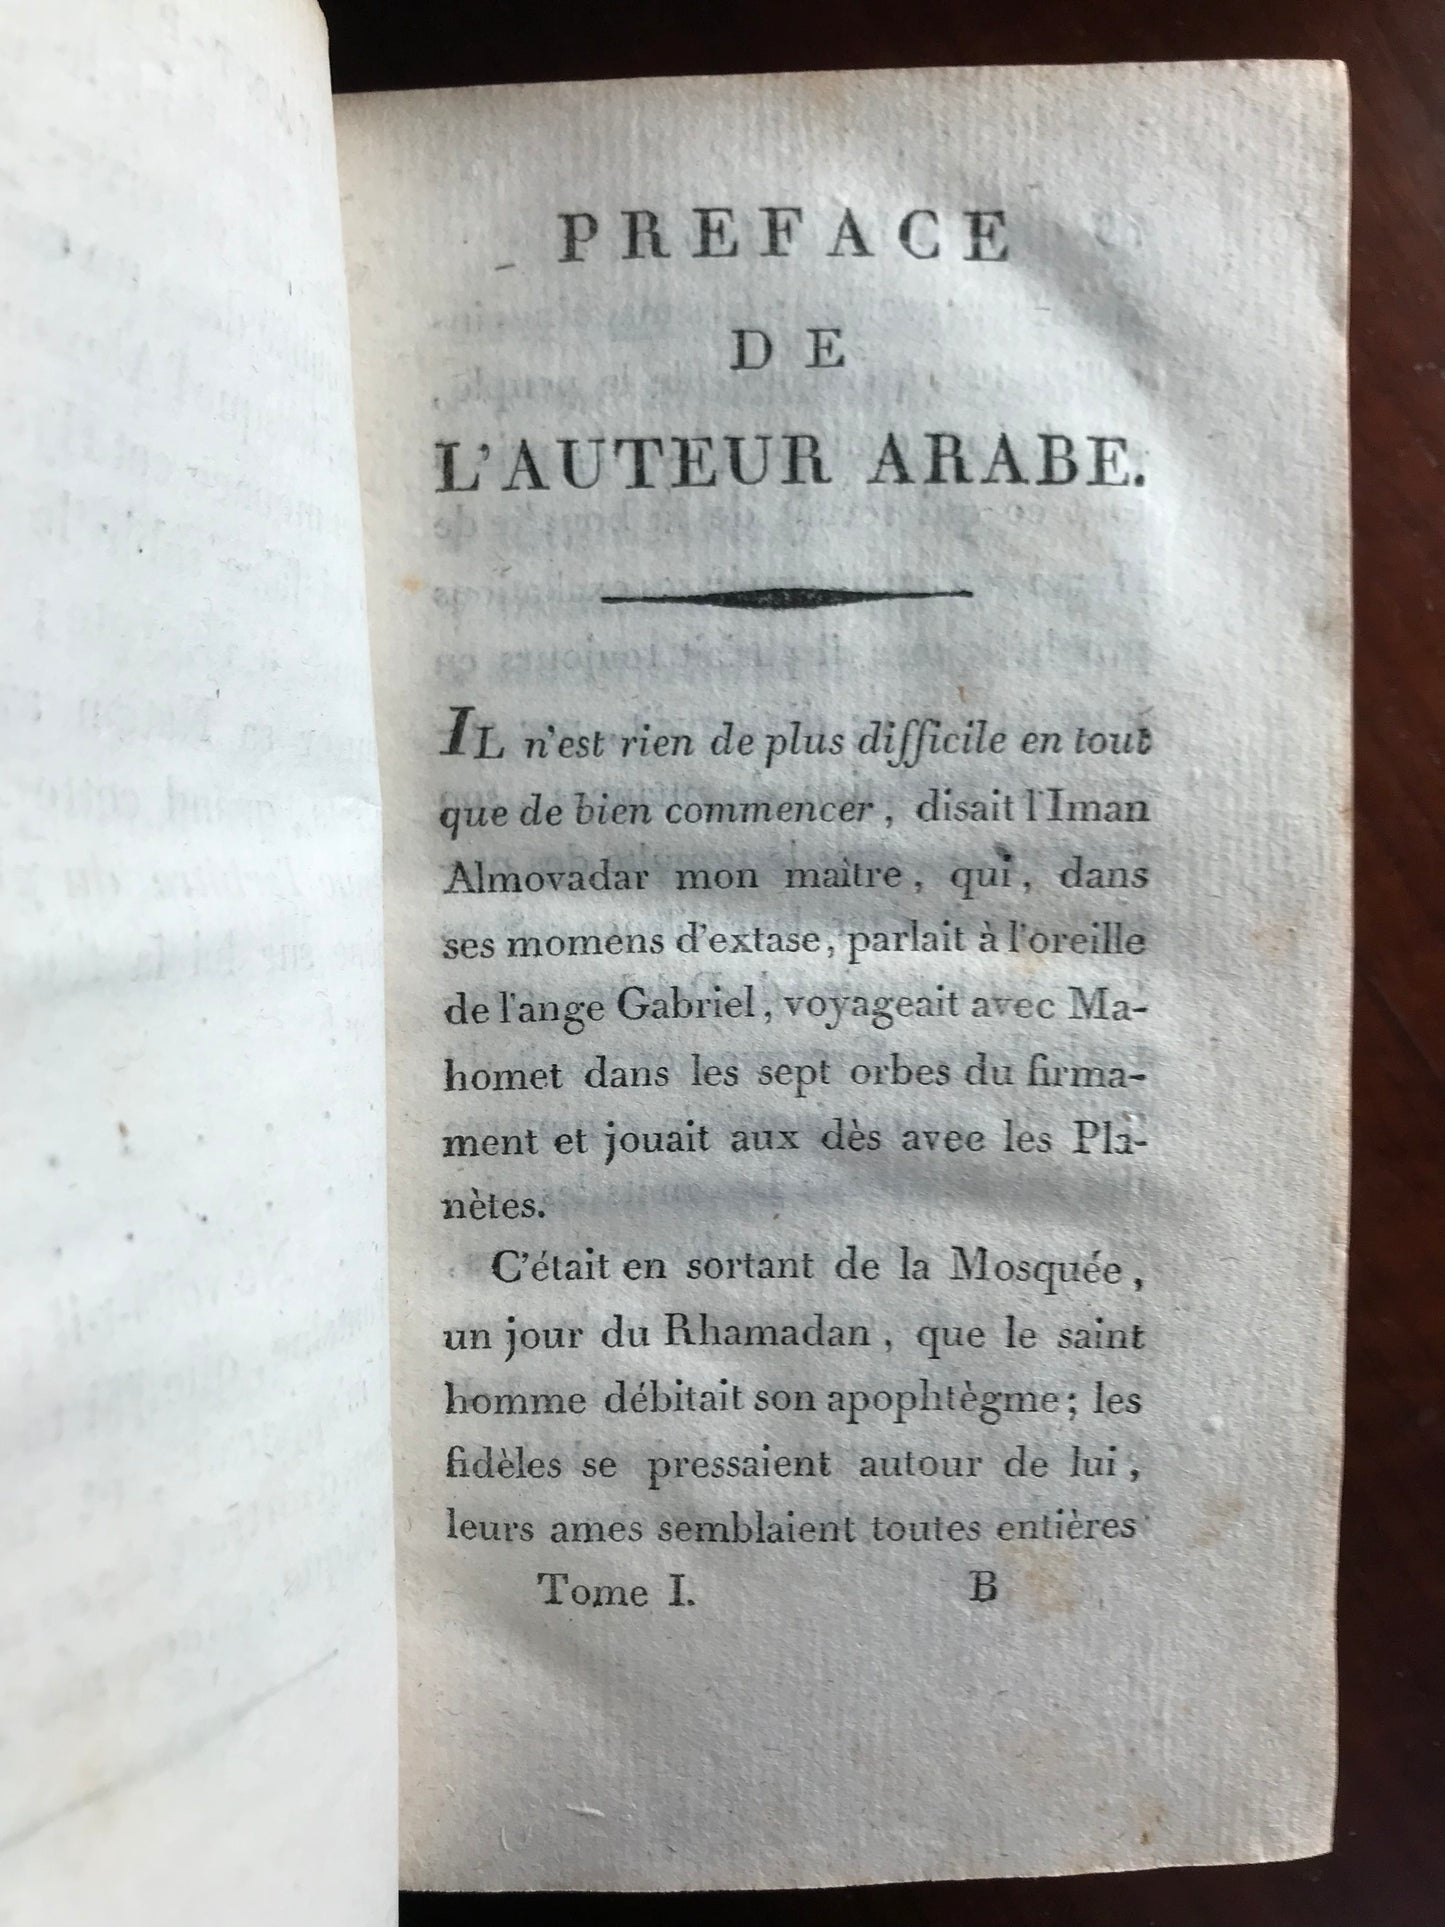 PREFACE
DE
L'AUTEUR ARABE.
IL n'est rien de plus difficile en tout
que de bien commencer, disait l'Iman
Almovadar mon maître, qui, dans
ses momens d'extase, parlait à l'oreille
de l'ange Gabriel, voyageait avec Ma-
homet dans les sept orbes du firma-
ment et jouait aux dès avec les Pla-
nètes.
C'était en sortant de la Mosquée,
un jour du Rhamadan, que le saint
homme débitait son apophtègme; les
fidèles se pressaient autour de lui,
leurs ames semblaient toutes entières
Tome I. B